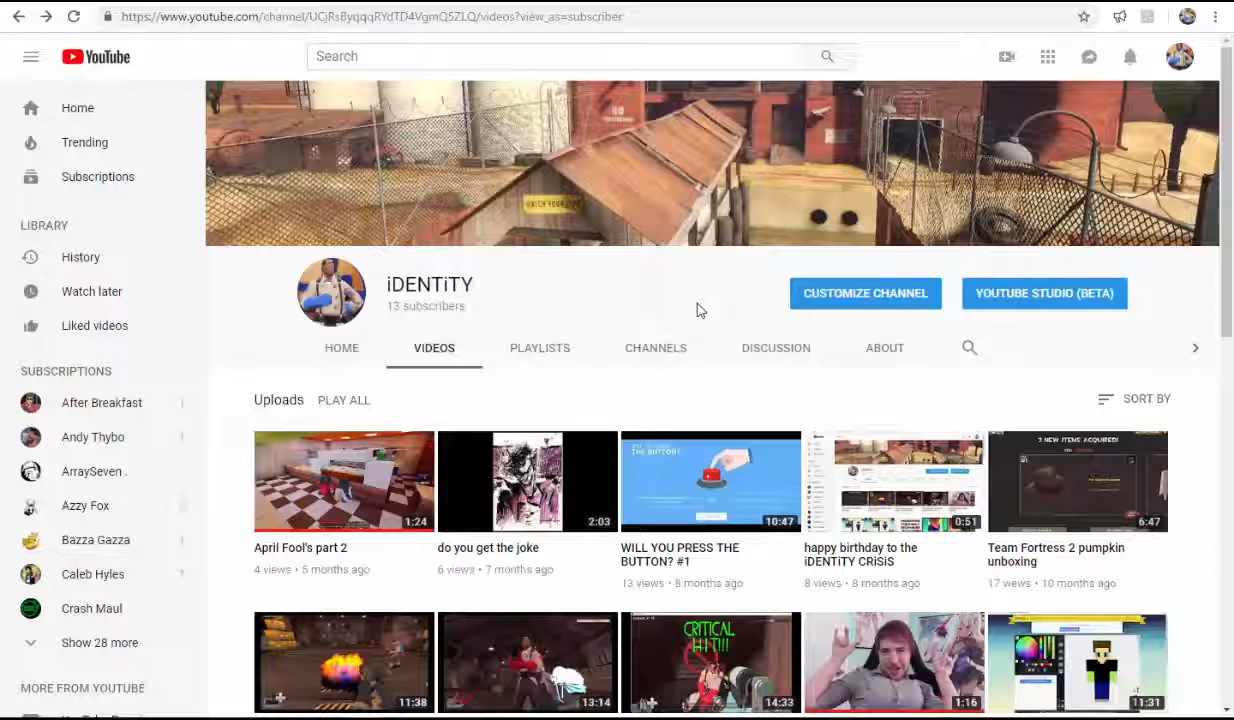 https://www.youtube.com/channel/UCjRsByqqqRYdTD4VgmQ5ZLQ/videos?view_as=subscriber
YouTube
Search
Home
Trending
Subscriptions
LIBRARY
History
Watch later
Liked videos
SUBSCRIPTIONS
After Breakfast
Andy Thybo
ArraySeven .
Azzy Fox
Bazza Gazza
Caleb Hyles
Crash Maul
Show 28 more
MORE FROM YOUTUBE
iDENTiTY
13 subscribers
CUSTOMIZE CHANNEL
YOUTUBE STUDIO (BETA)
HOME
VIDEOS
PLAYLISTS
CHANNELS
DISCUSSION
ABOUT
Uploads
PLAY ALL
SORT BY
1:24
April Fool's part 2
4 views • 5 months ago
2:03
do you get the joke
6 views • 7 months ago
THE BUTTON?
10:47
WILL YOU PRESS THE
BUTTON? #1
13 views • 8 months ago
0:51
happy birthday to the
iDENTiTY CRiSiS
8 views • 8 months ago
2 NEW ITEMS ACQUIRED!
6:47
Team Fortress 2 pumpkin
unboxing
17 views • 10 months ago
11:38
13:14
CRITICAL
HIT!!!
14:33
1:16
11:31